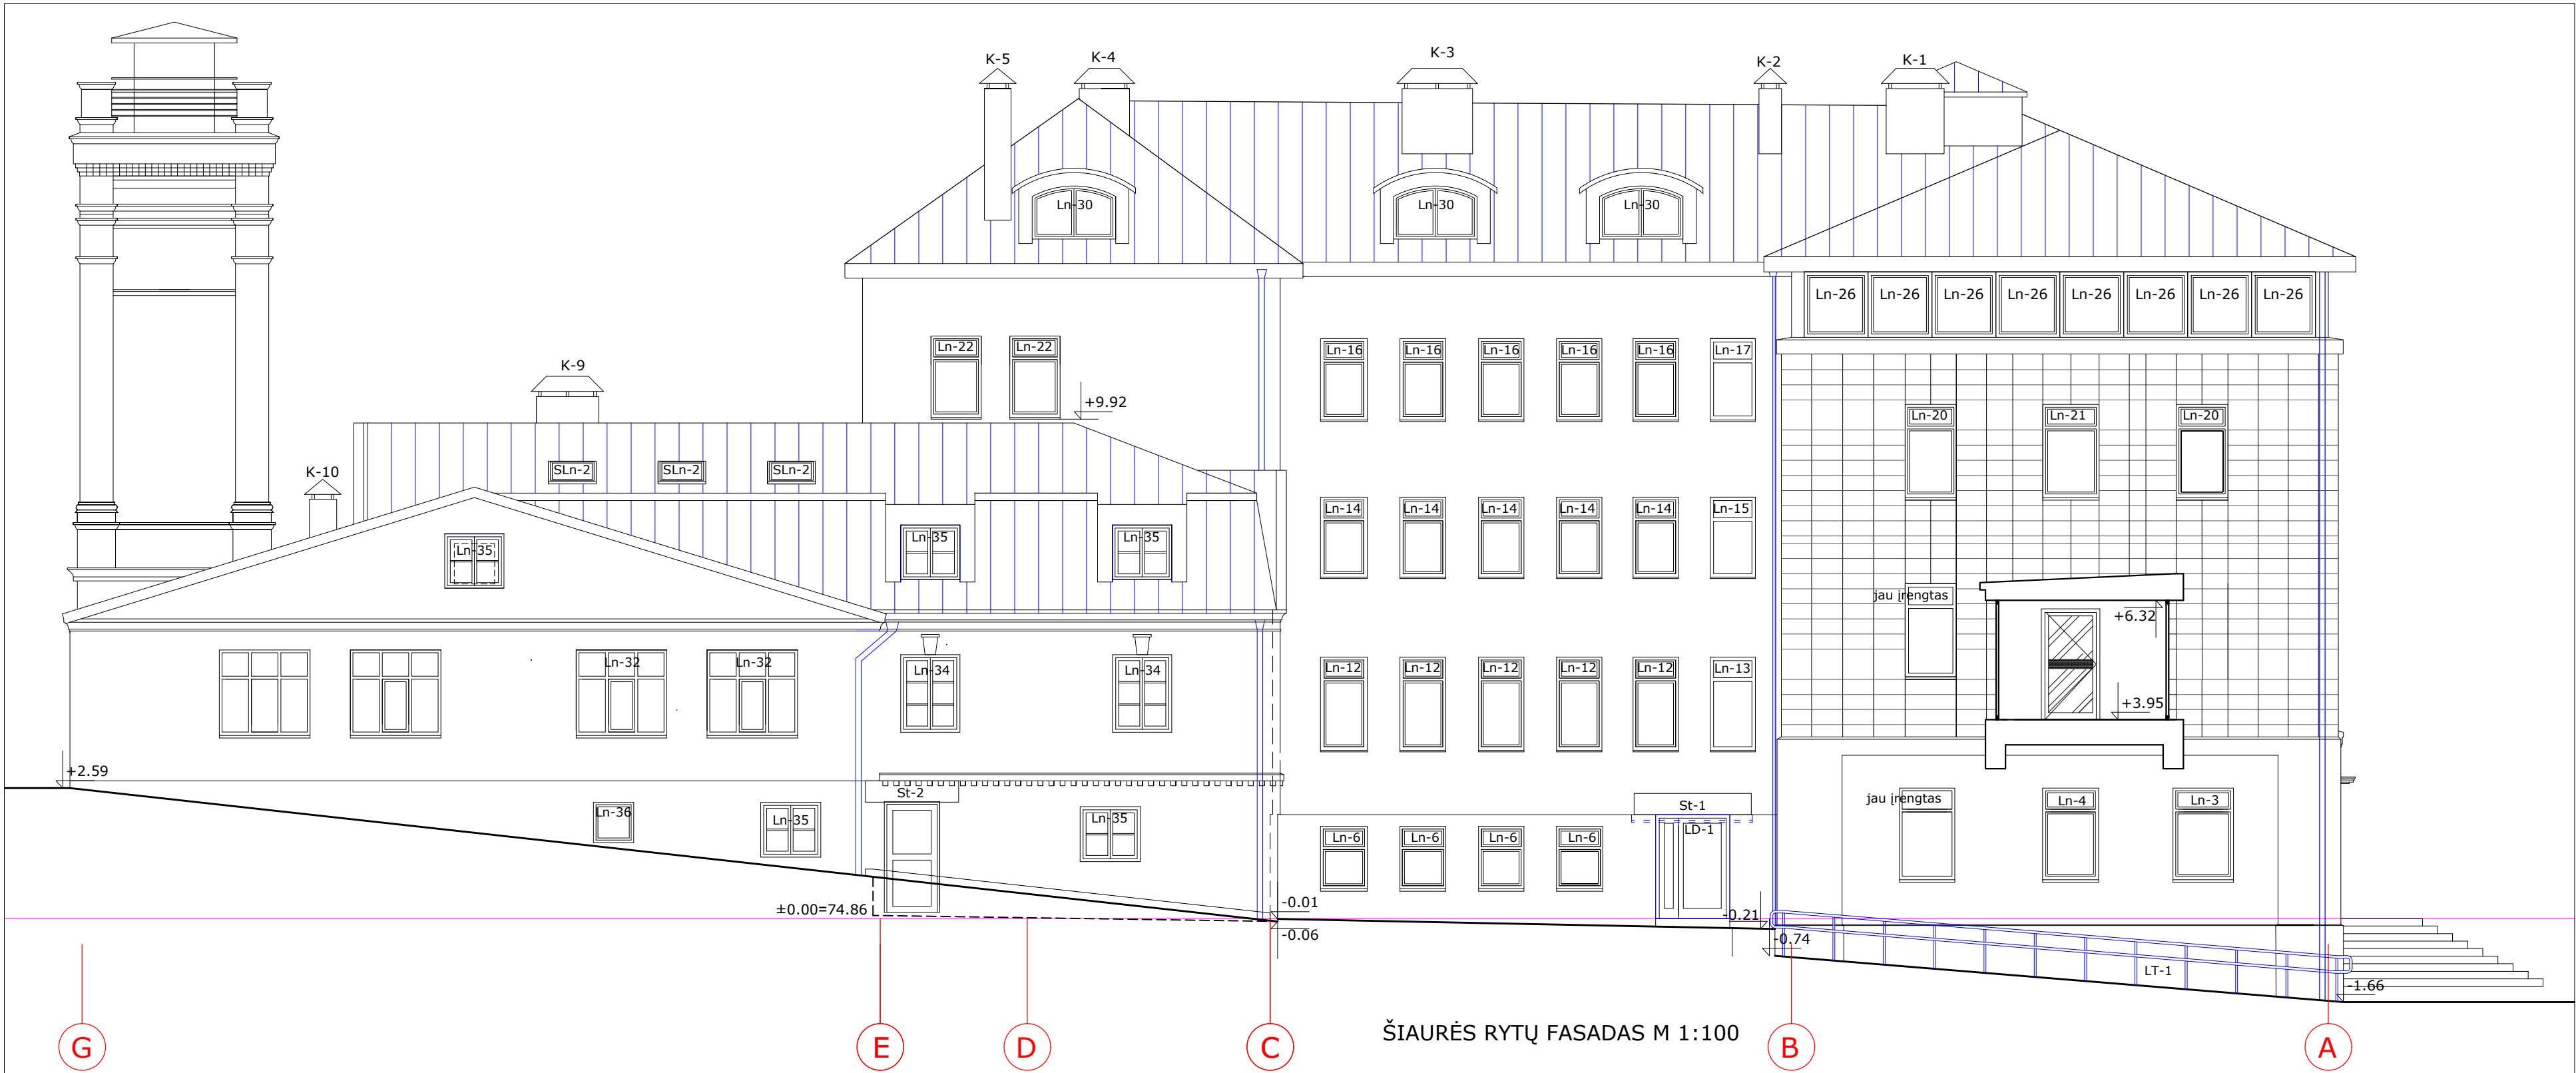 K-5 K-4 K-3 K-2 K-1
Ln-30 Ln-30 Ln-30
Ln-26 Ln-26 Ln-26 Ln-26 Ln-26 Ln-26 Ln-26 Ln-26
Ln-22 Ln-22 Ln-16 Ln-16 Ln-16 Ln-16 Ln-16 Ln-17
K-9
+9.92
Ln-20 Ln-21 Ln-20
K-10 SLn-2 SLn-2 SLn-2
Ln-14 Ln-14 Ln-14 Ln-14 Ln-14 Ln-15
Ln-35 Ln-35 Ln-35
jau įrengtas
+6.32
Ln-32 Ln-32 Ln-34 Ln-34 Ln-12 Ln-12 Ln-12 Ln-12 Ln-12 Ln-13
+3.95
+2.59
St-2 St-1 jau įrengtas Ln-4 Ln-3
Ln-36 Ln-35 Ln-35 Ln-6 Ln-6 Ln-6 Ln-6 LD-1
±0.00=74.86 -0.01 -0.21
-0.06 -0.74
LT-1
-1.66
ŠIAURĖS RYTŲ FASADAS M 1:100
G E D C B A